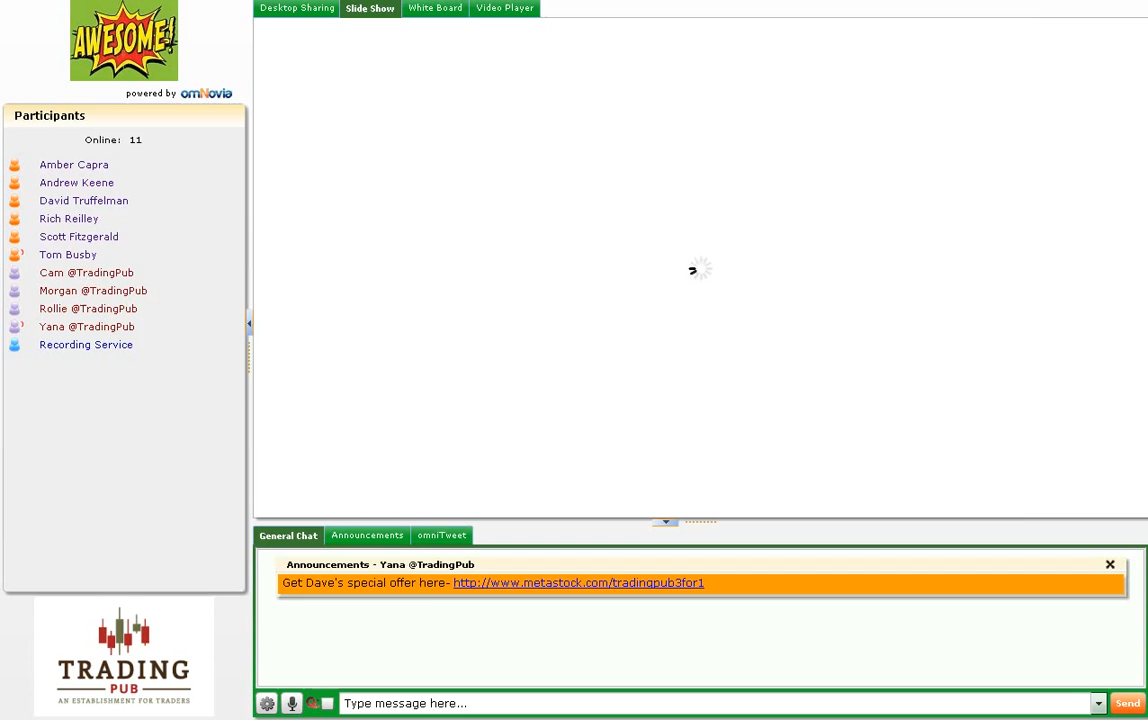 AWESOME!
powered by omNovia
Participants
Online: 11
Amber Capra
Andrew Keene
David Truffelman
Rich Reilley
Scott Fitzgerald
Tom Busby
Cam @TradingPub
Morgan @TradingPub
Rollie @TradingPub
Yana @TradingPub
Recording Service
TRADING
PUB
AN ESTABLISHMENT FOR TRADERS
Desktop Sharing Slide Show White Board Video Player
General Chat Announcements omniTweet
Announcements - Yana @TradingPub
Get Dave's special offer here- http://www.metastock.com/tradingpub3for1
Type message here...
Send